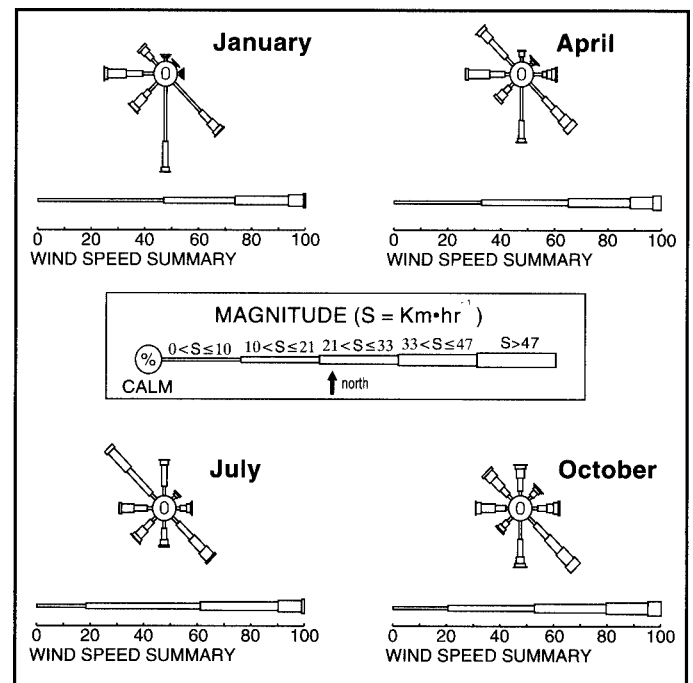 January
April
0
0
0 20 40 60 80 100
WIND SPEED SUMMARY
0 20 40 60 80 100
WIND SPEED SUMMARY
MAGNITUDE (S = Km•hr⁻¹)
% 0<S≤10 10<S≤21 21<S≤33 33<S≤47 S>47
CALM
north
July
October
0
0
0 20 40 60 80 100
WIND SPEED SUMMARY
0 20 40 60 80 100
WIND SPEED SUMMARY